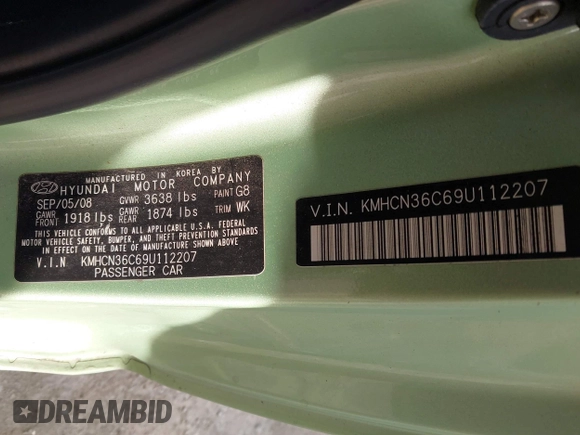 MANUFACTURED IN KOREA BY
HYUNDAI MOTOR COMPANY
SEP/05/08 GVWR 3638 lbs PAINT G8
GAWR FRONT 1918 lbs GAWR REAR 1874 lbs TRIM WK
THIS VEHICLE CONFORMS TO ALL APPLICABLE U.S.A. FEDERAL
MOTOR VEHICLE SAFETY, BUMPER, AND THEFT PREVENTION STANDARDS
IN EFFECT ON THE DATE OF MANUFACTURE SHOWN ABOVE.
V.I.N KMHCN36C69U112207
PASSENGER CAR
V.I.N. KMHCN36C69U112207
DREAMBID